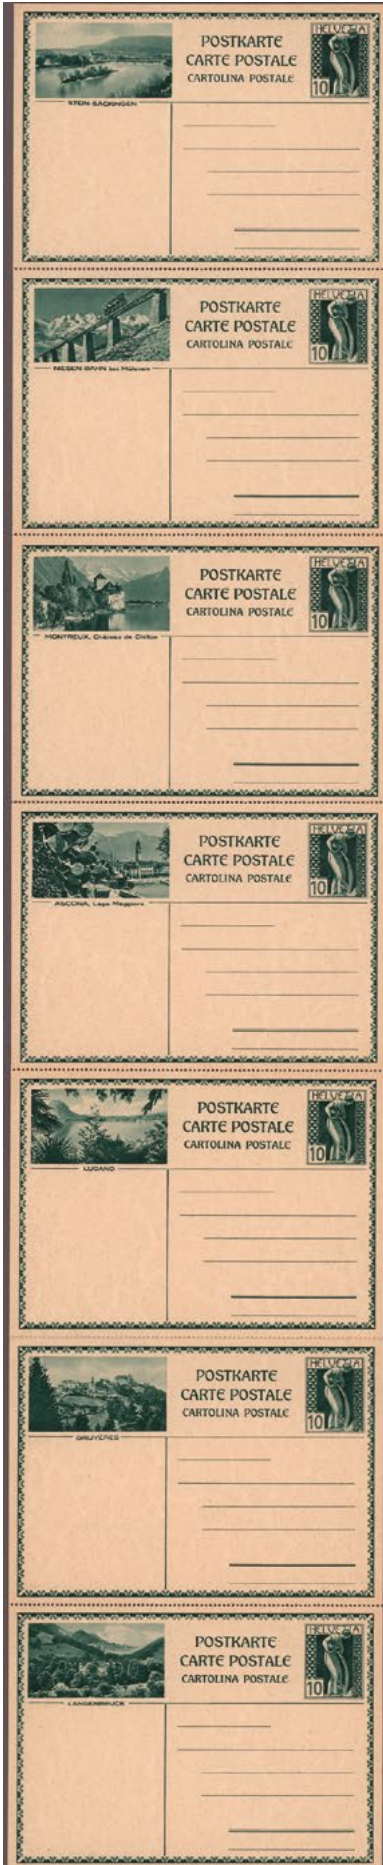 POSTKARTE
CARTE POSTALE
CARTOLINA POSTALE
HELVETIA
10
STEIN-SÄCKINGEN
POSTKARTE
CARTE POSTALE
CARTOLINA POSTALE
HELVETIA
10
NIESEN-BAHN bei Mülenen
POSTKARTE
CARTE POSTALE
CARTOLINA POSTALE
HELVETIA
10
MONTREUX, Château de Chillon
POSTKARTE
CARTE POSTALE
CARTOLINA POSTALE
HELVETIA
10
ASCONA, Lago Maggiore
POSTKARTE
CARTE POSTALE
CARTOLINA POSTALE
HELVETIA
10
LUGANO
POSTKARTE
CARTE POSTALE
CARTOLINA POSTALE
HELVETIA
10
GRUYÈRES
POSTKARTE
CARTE POSTALE
CARTOLINA POSTALE
HELVETIA
10
LANGENBRUCK